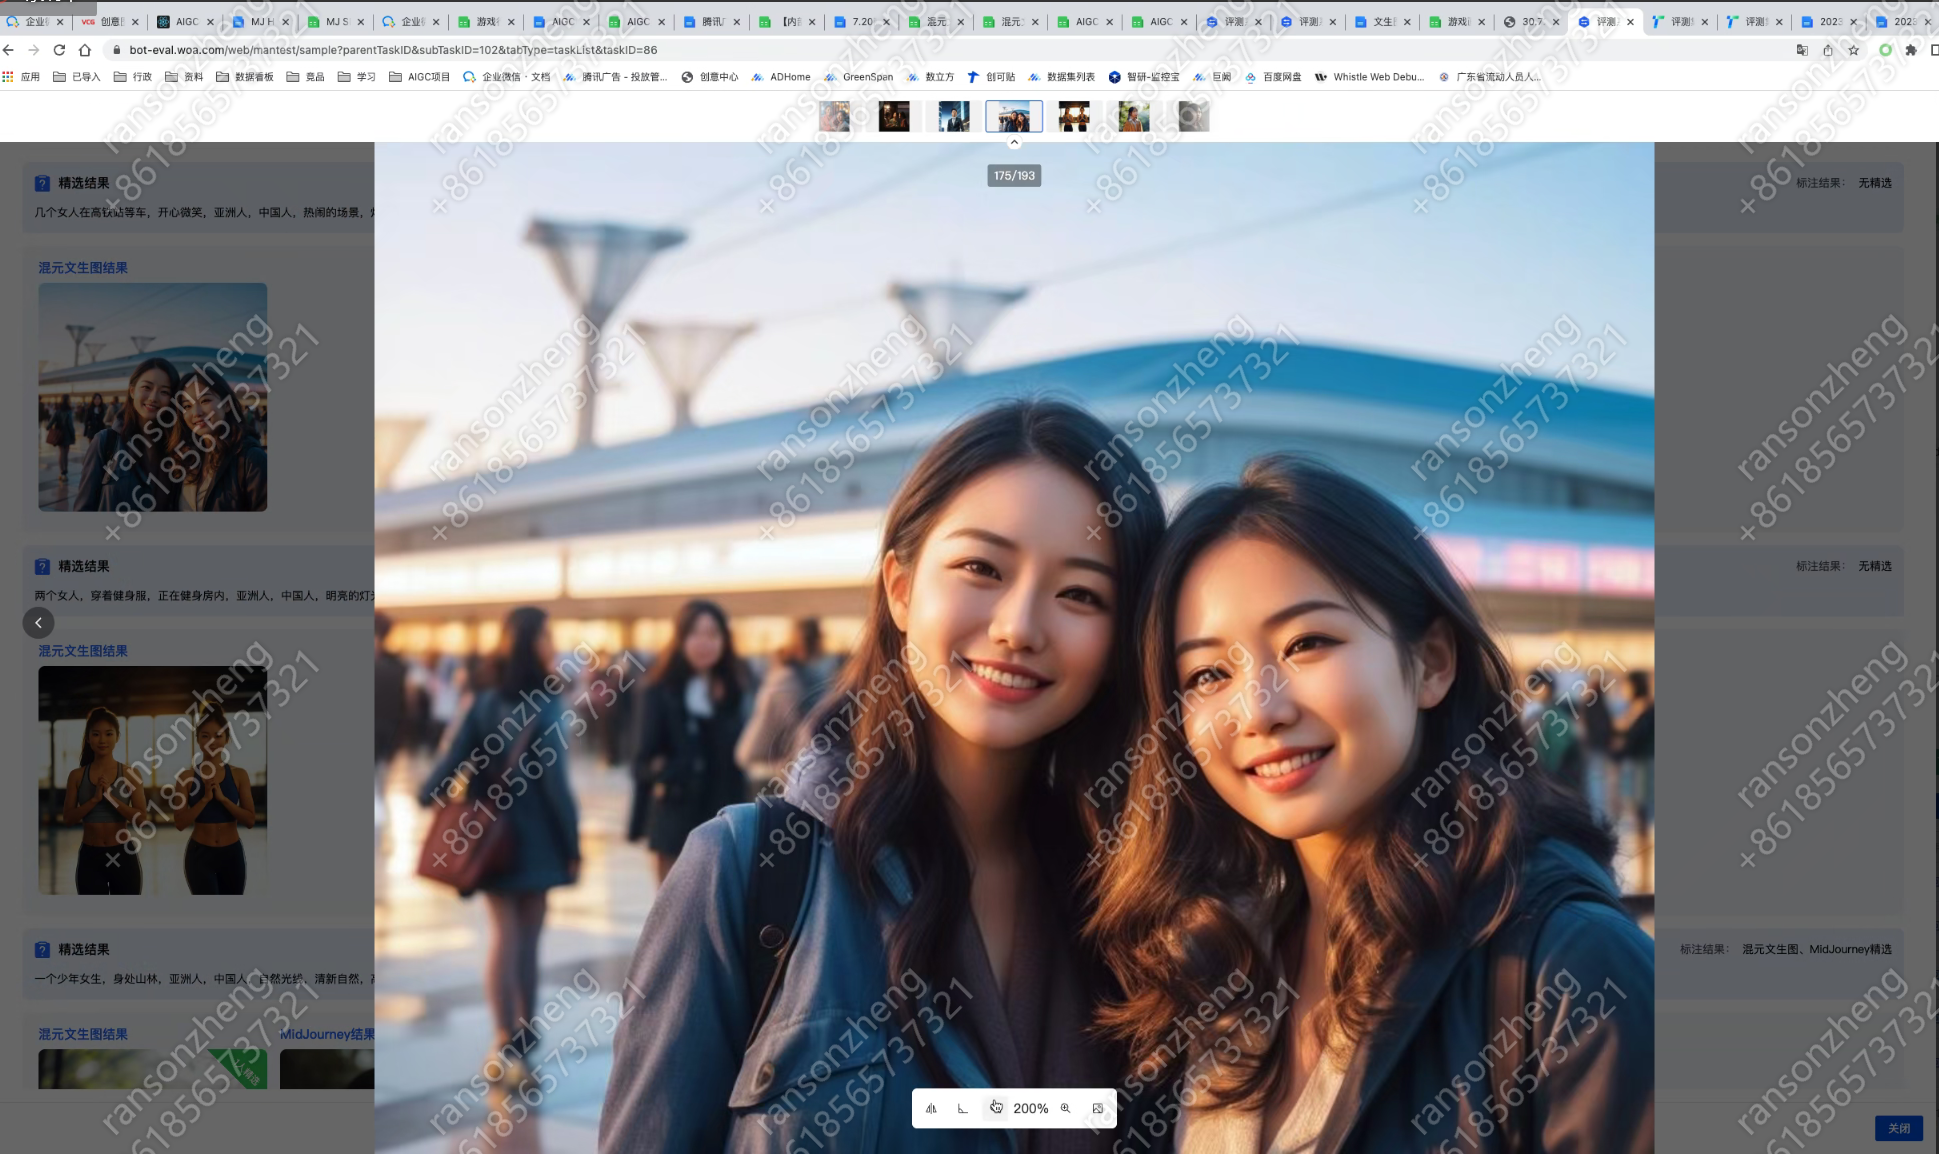 企业 创意 AIGC MJ H MJ S 企业 游戏 AIGC AIGC 腾讯 【内 7.20 混元 混元 AIGC AIGC 评测 评测 文生 游戏 30.7 评测 评测 评测 2023 2023
bot-eval.woa.com/web/mantest/sample?parentTaskID&subTaskID=102&tabType=taskList&taskID=86
应用 已导入 行政 资料 数据看板 竞品 学习 AIGC项目 企业微信 · 文档 腾讯广告 - 投放管... 创意中心 ADHome GreenSpan 数立方 创可贴 数据集列表 智研-监控宝 巨阙 百度网盘 Whistle Web Debu... 广东省流动人员人...
175/193
精选结果
标注结果： 无精选
几个女人在高铁站等车，开心微笑，亚洲人，中国人，热闹的场景，
混元文生图结果
精选结果
标注结果： 无精选
两个女人，穿着健身服，正在健身房内，亚洲人，中国人，明亮的灯光
混元文生图结果
精选结果
标注结果： 混元文生图、MidJourney精选
一个少年女生，身处山林，亚洲人，中国人，自然光线，清新自然，
混元文生图结果
MidJourney结果
人精选
200%
关闭
ransonzheng
+8618565737321